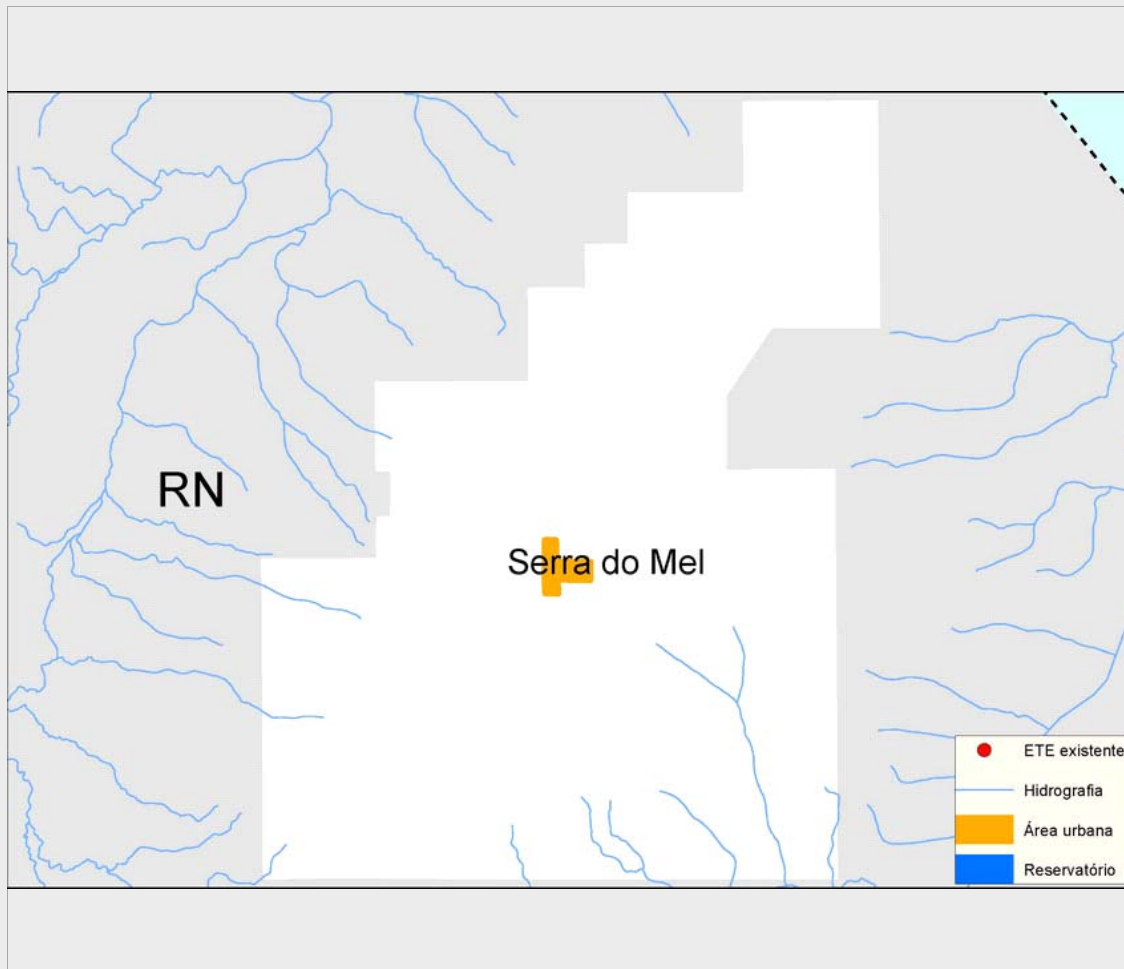 RN
Serra do Mel
ETE existente
Hidrografia
Área urbana
Reservatório